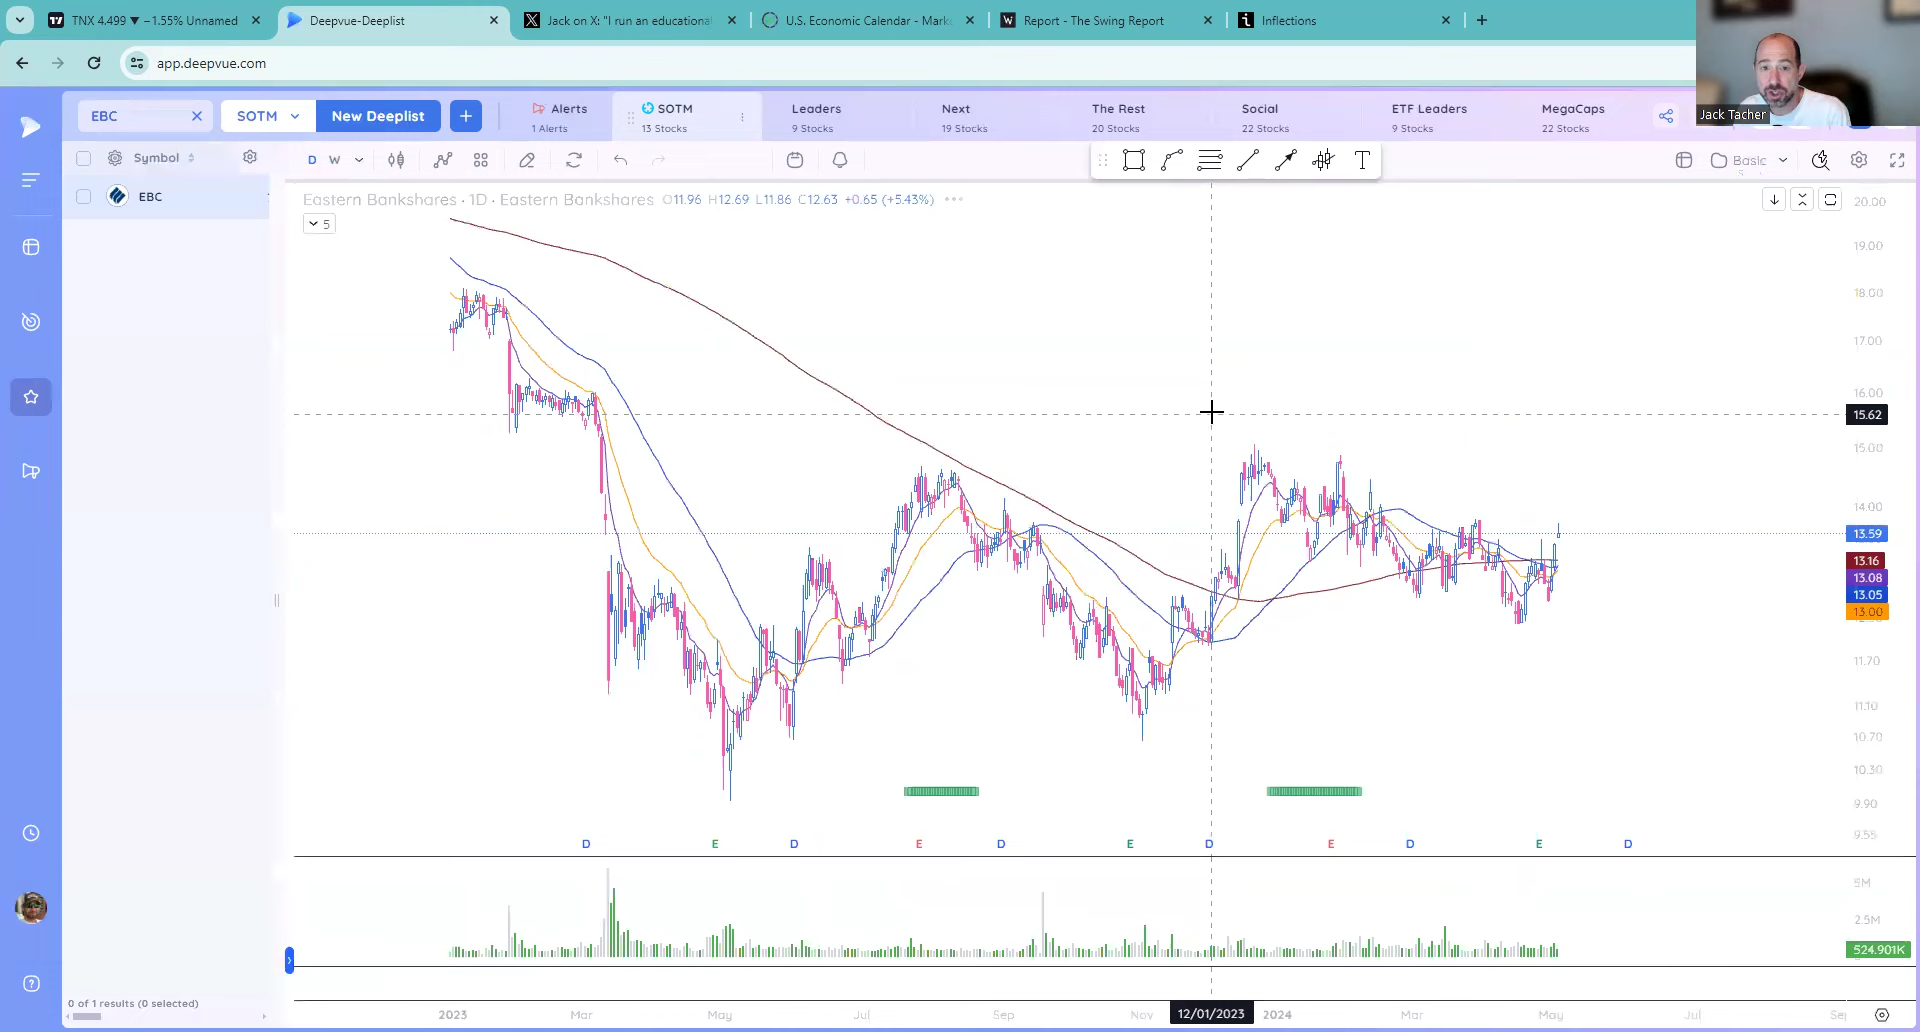 TNX 4.499 ▼ −1.55% Unnamed
Deepvue-Deeplist
Jack on X: "I run an educationa
U.S. Economic Calendar - Mark
Report - The Swing Report
Inflections
app.deepvue.com
Jack Tacher
EBC
SOTM
New Deeplist
Alerts
1 Alerts
SOTM
13 Stocks
Leaders
9 Stocks
Next
19 Stocks
The Rest
20 Stocks
Social
22 Stocks
ETF Leaders
9 Stocks
MegaCaps
22 Stocks
Symbol
D W
Basic
EBC
Eastern Bankshares · 1D · Eastern Bankshares O11.96 H12.69 L11.86 C12.63 +0.65 (+5.43%)
5
20.00
19.00
18.00
17.00
16.00
15.62
15.00
14.00
13.59
13.16
13.08
13.05
13.00
11.70
11.10
10.70
10.30
9.90
9.55
D E D E D E D E D E D
5M
2.5M
524.901K
0 of 1 results (0 selected)
2023 Mar May Jul Sep Nov 12/01/2023 2024 Mar May Jul